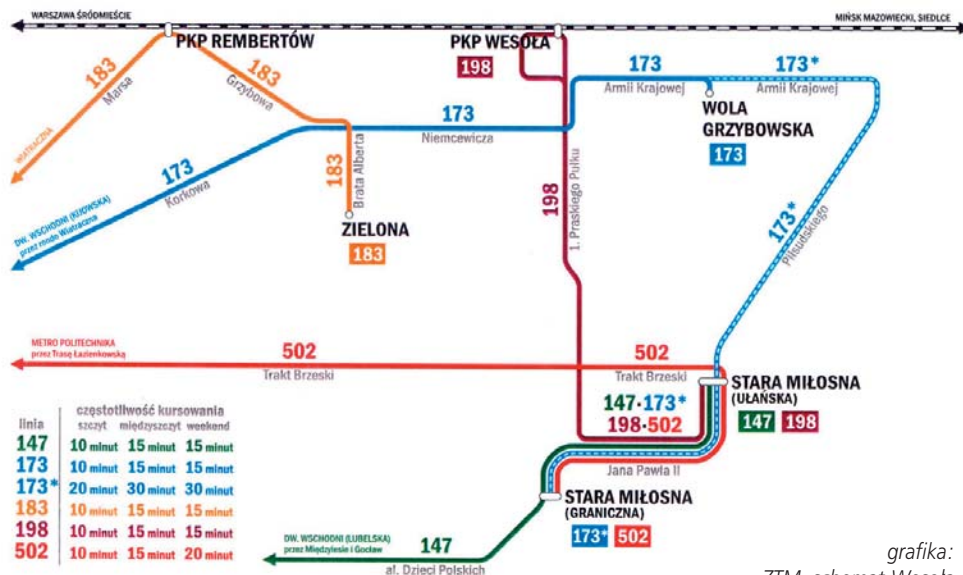 WARSZAWA ŚRÓDMIEŚCIE
MIŃSK MAZOWIECKI, SIEDLCE
PKP REMBERTÓW
PKP WESOŁA
198
183
Marsa
183
Grzybowa
173
Armii Krajowej
173*
Armii Krajowej
WIATRACZNA
173
Niemcewicza
WOLA
GRZYBOWSKA
173
183
Brata Alberta
173
Korkowa
198
1. Praskiego Pułku
ZIELONA
183
DW. WSCHODNI (KIJOWSKA)
przez rondo Wiatraczna
173*
Piłsudskiego
METRO POLITECHNIKA
przez Trasę Łazienkowską
502
Trakt Brzeski
502
Trakt Brzeski
STARA MIŁOSNA
(UŁAŃSKA)
147 198
147·173*
198·502
Jana Pawła II
STARA MIŁOSNA
(GRANICZNA)
173* 502
DW. WSCHODNI (LUBELSKA)
przez Międzylesie i Gocław
147
al. Dzieci Polskich
częstotliwość kursowania
linia szczyt międzyszczyt weekend
147 10 minut 15 minut 15 minut
173 10 minut 15 minut 15 minut
173* 20 minut 30 minut 30 minut
183 10 minut 15 minut 15 minut
198 10 minut 15 minut 15 minut
502 10 minut 15 minut 20 minut
grafika: